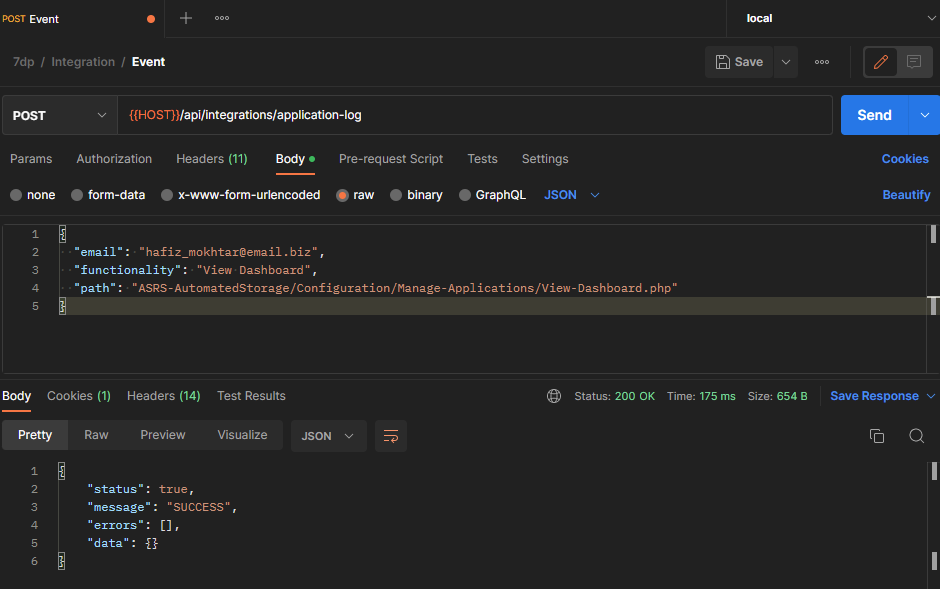 POST Event
local
7dp / Integration / Event
Save
POST {{HOST}}/api/integrations/application-log Send
Params Authorization Headers (11) Body Pre-request Script Tests Settings Cookies
none form-data x-www-form-urlencoded raw binary GraphQL JSON Beautify
1 {
2 "email": "hafiz_mokhtar@email.biz",
3 "functionality": "View Dashboard",
4 "path": "ASRS-AutomatedStorage/Configuration/Manage-Applications/View-Dashboard.php"
5 }
Body Cookies (1) Headers (14) Test Results Status: 200 OK Time: 175 ms Size: 654 B Save Response
Pretty Raw Preview Visualize JSON
1 {
2 "status": true,
3 "message": "SUCCESS",
4 "errors": [],
5 "data": {}
6 }